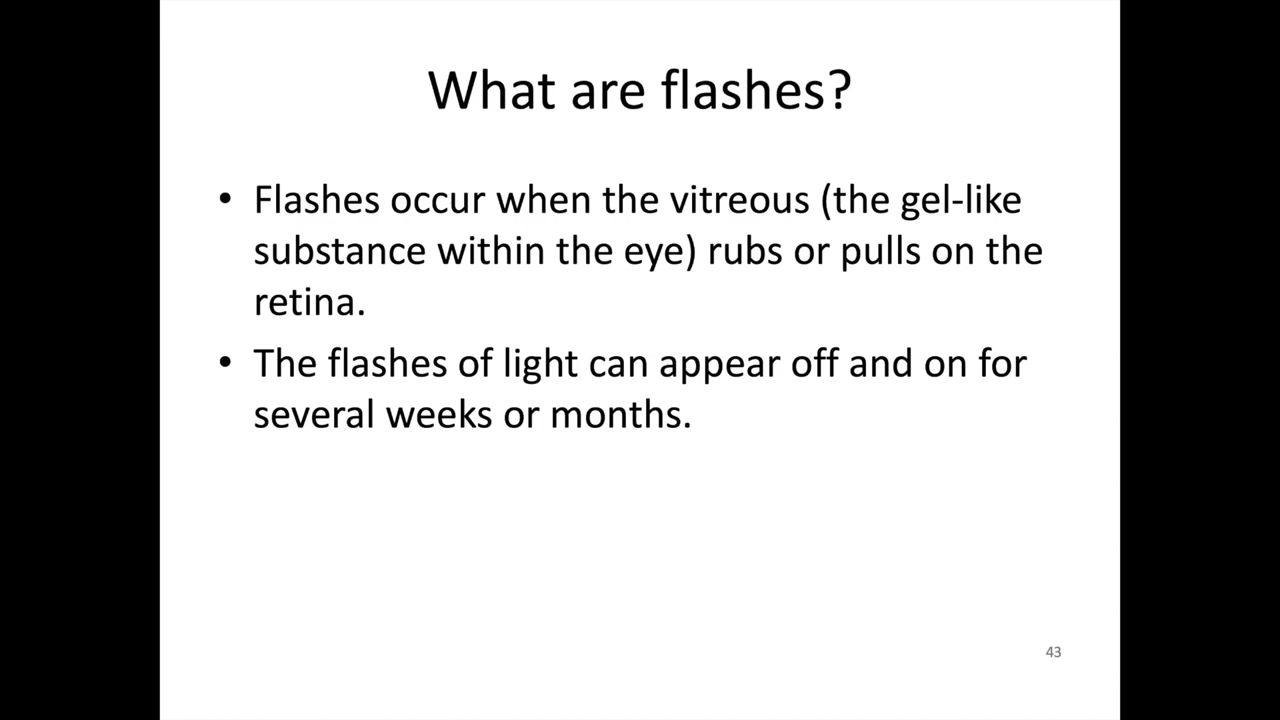 What are flashes?
• Flashes occur when the vitreous (the gel-like
substance within the eye) rubs or pulls on the
retina.
• The flashes of light can appear off and on for
several weeks or months.
43